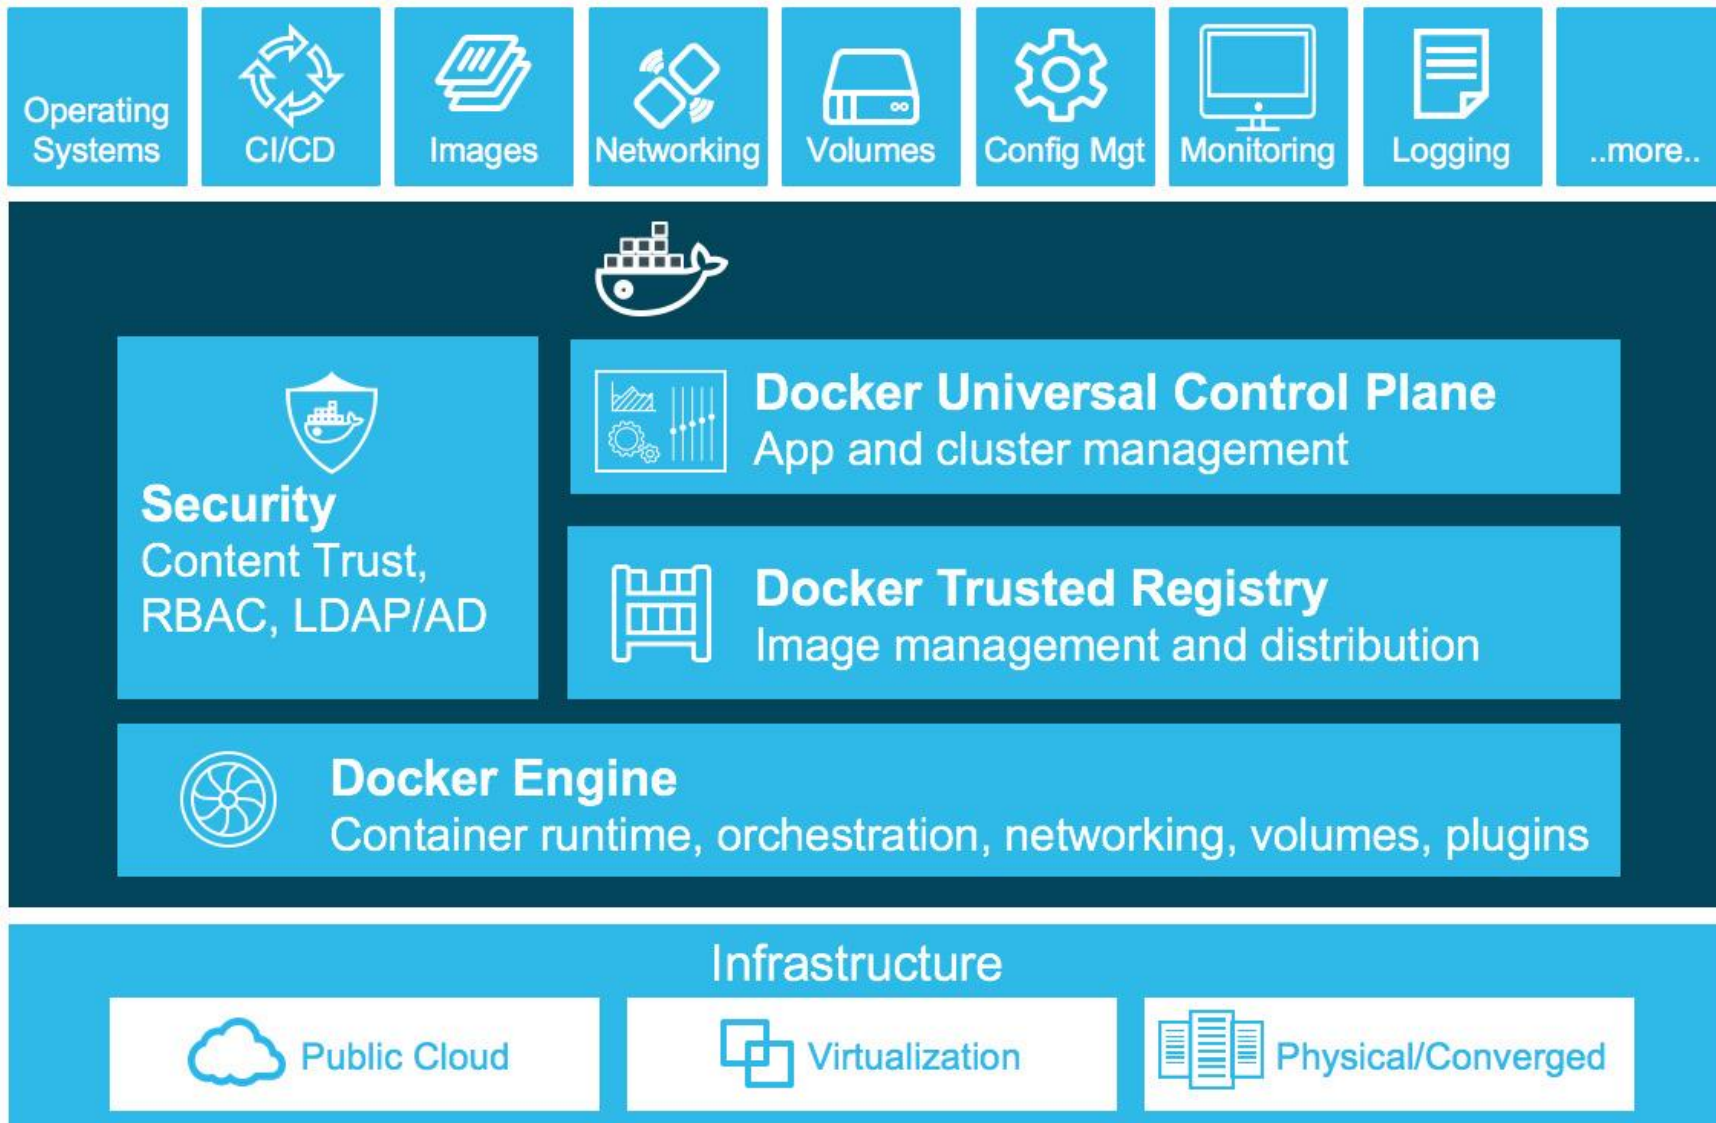 Operating
Systems
CI/CD
Images
Networking
Volumes
Config Mgt
Monitoring
Logging
..more..
Security
Content Trust,
RBAC, LDAP/AD
Docker Universal Control Plane
App and cluster management
Docker Trusted Registry
Image management and distribution
Docker Engine
Container runtime, orchestration, networking, volumes, plugins
Infrastructure
Public Cloud
Virtualization
Physical/Converged